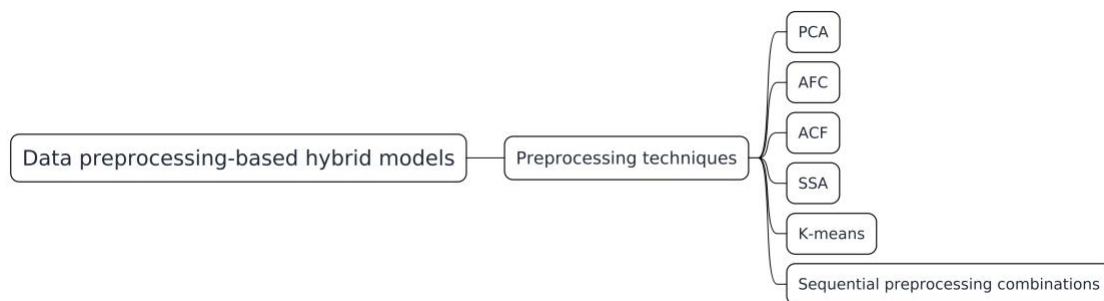 Data preprocessing-based hybrid models
Preprocessing techniques
PCA
AFC
ACF
SSA
K-means
Sequential preprocessing combinations